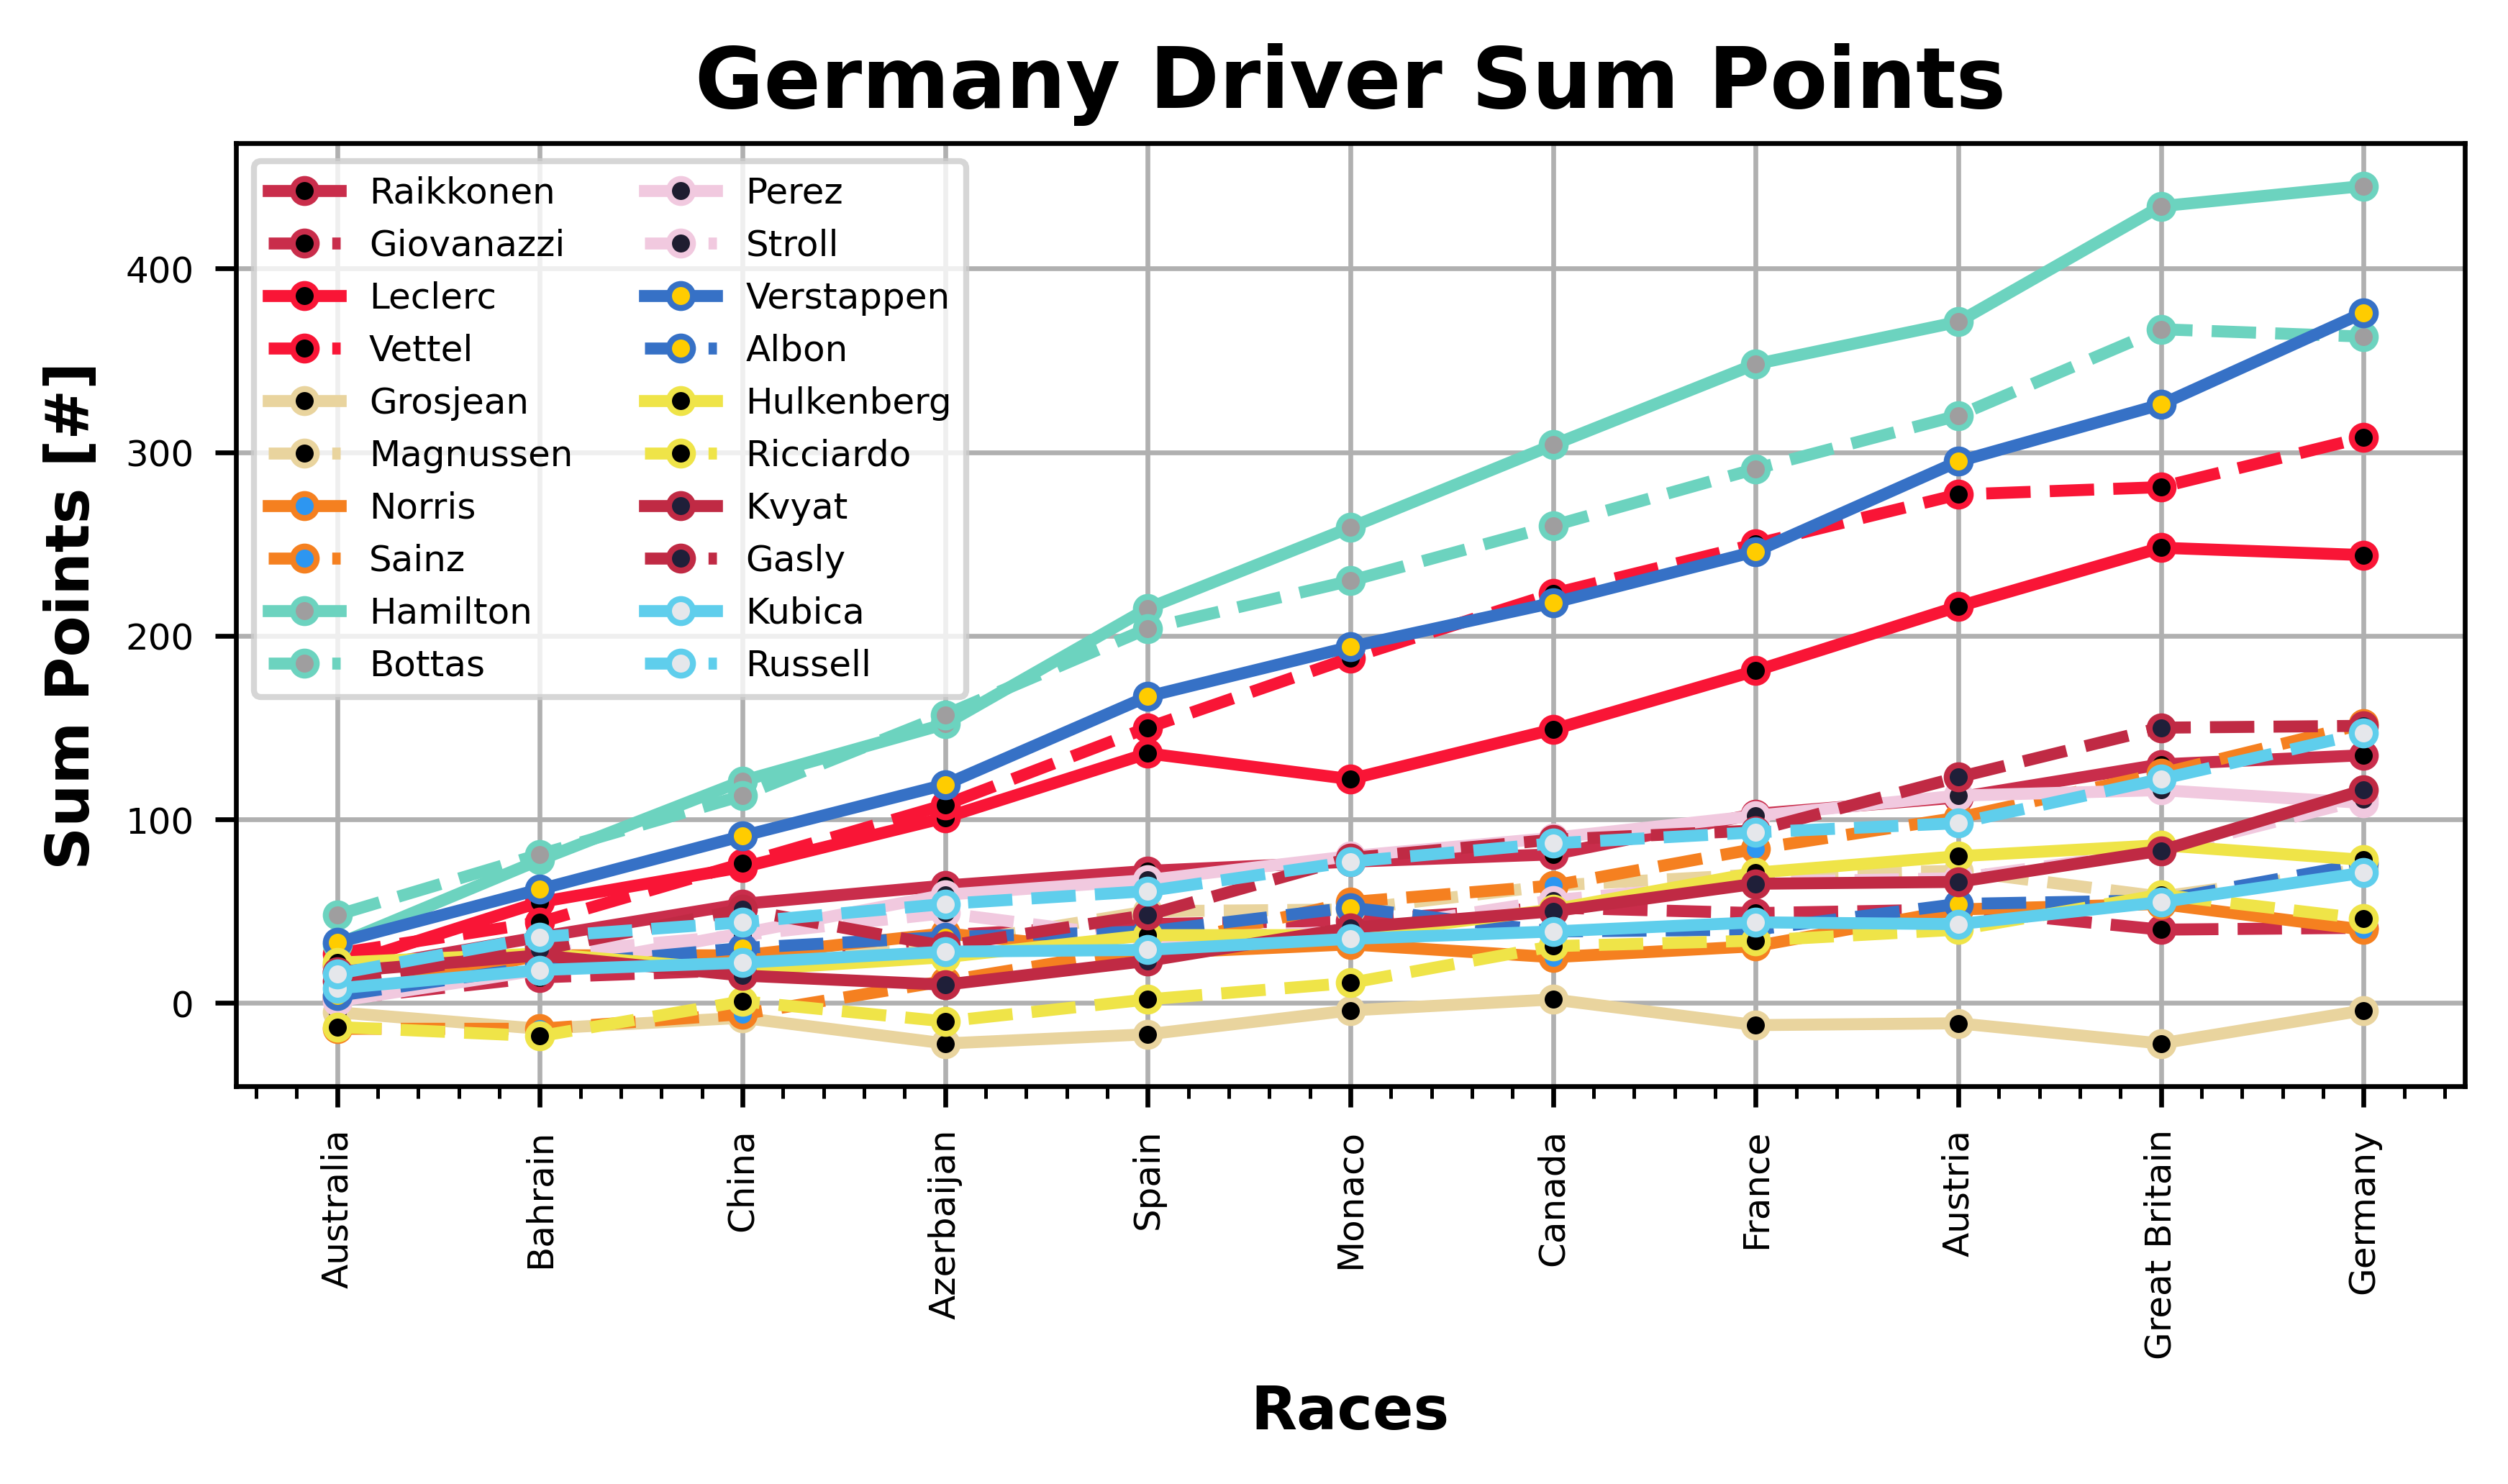 Germany Driver Sum Points
Sum Points [#]
400
300
200
100
0
Raikkonen
Giovanazzi
Leclerc
Vettel
Grosjean
Magnussen
Norris
Sainz
Hamilton
Bottas
Perez
Stroll
Verstappen
Albon
Hulkenberg
Ricciardo
Kvyat
Gasly
Kubica
Russell
Australia
Bahrain
China
Azerbaijan
Spain
Monaco
Canada
France
Austria
Great Britain
Germany
Races